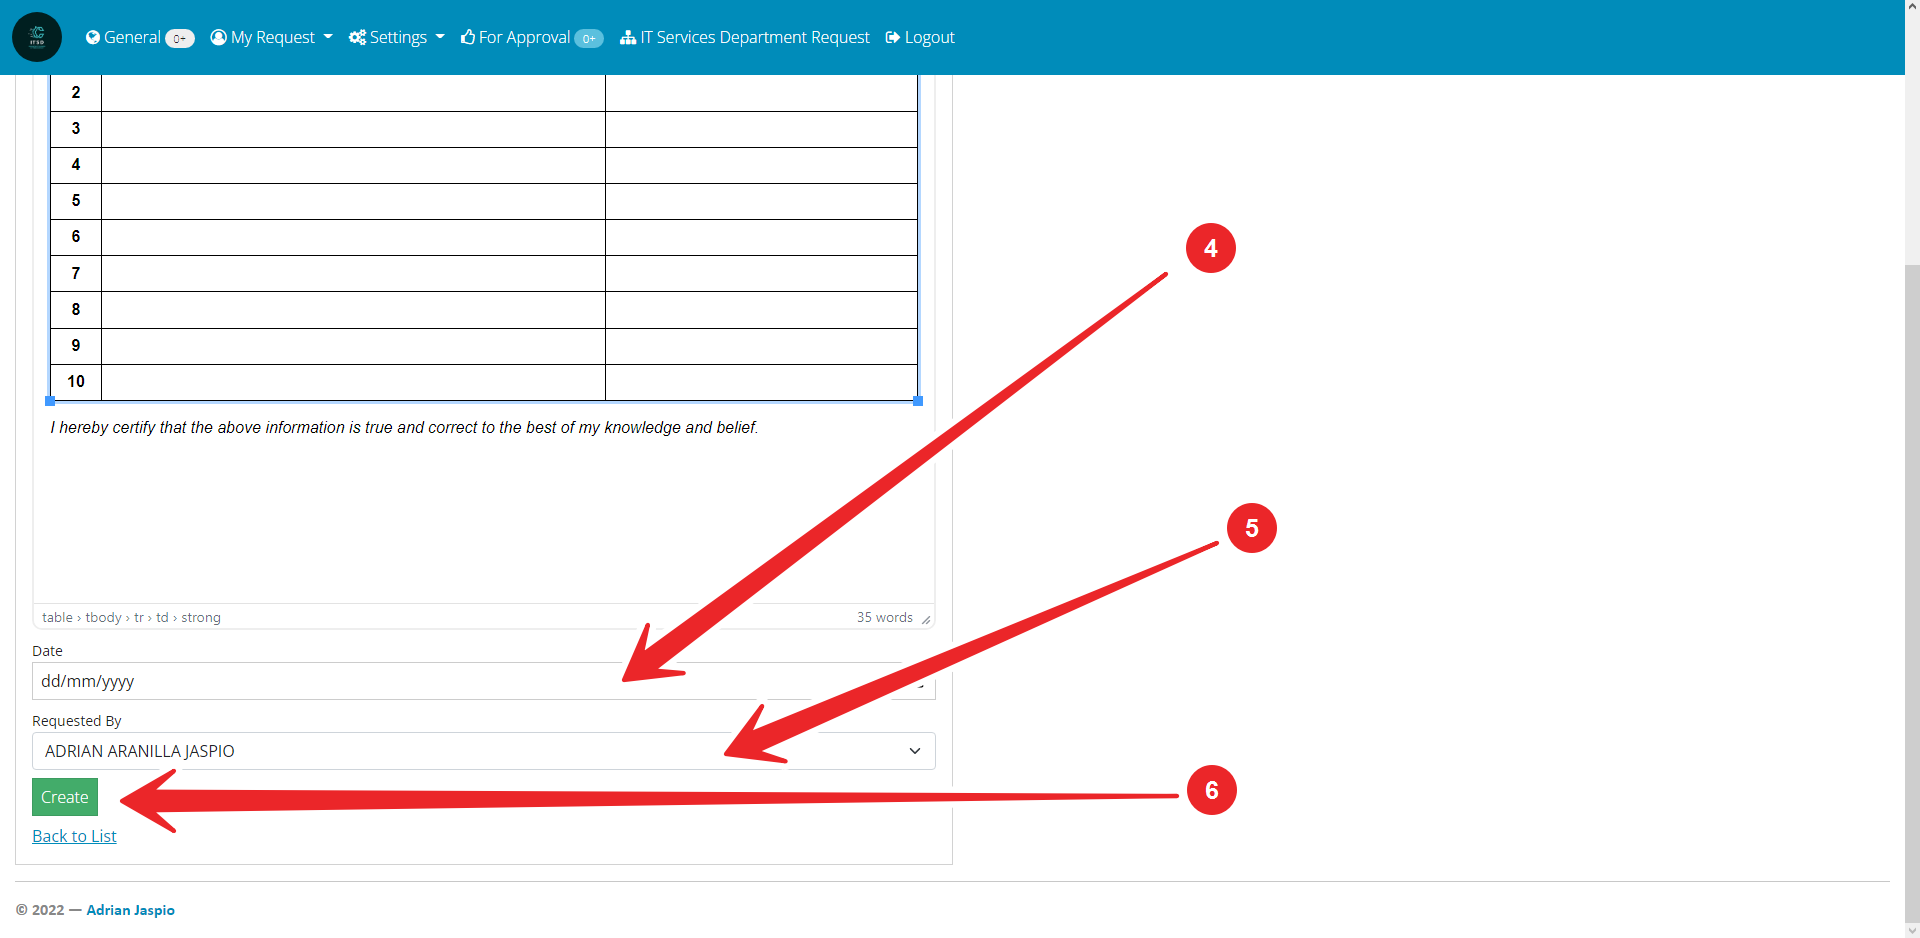 ITSD
General 0+ My Request Settings For Approval 0+ IT Services Department Request Logout
2
3
4
5
6
7
8
9
10
I hereby certify that the above information is true and correct to the best of my knowledge and belief.
table › tbody › tr › td › strong 35 words
Date
dd/mm/yyyy
Requested By
ADRIAN ARANILLA JASPIO
Create
Back to List
4
5
6
© 2022 — Adrian Jaspio